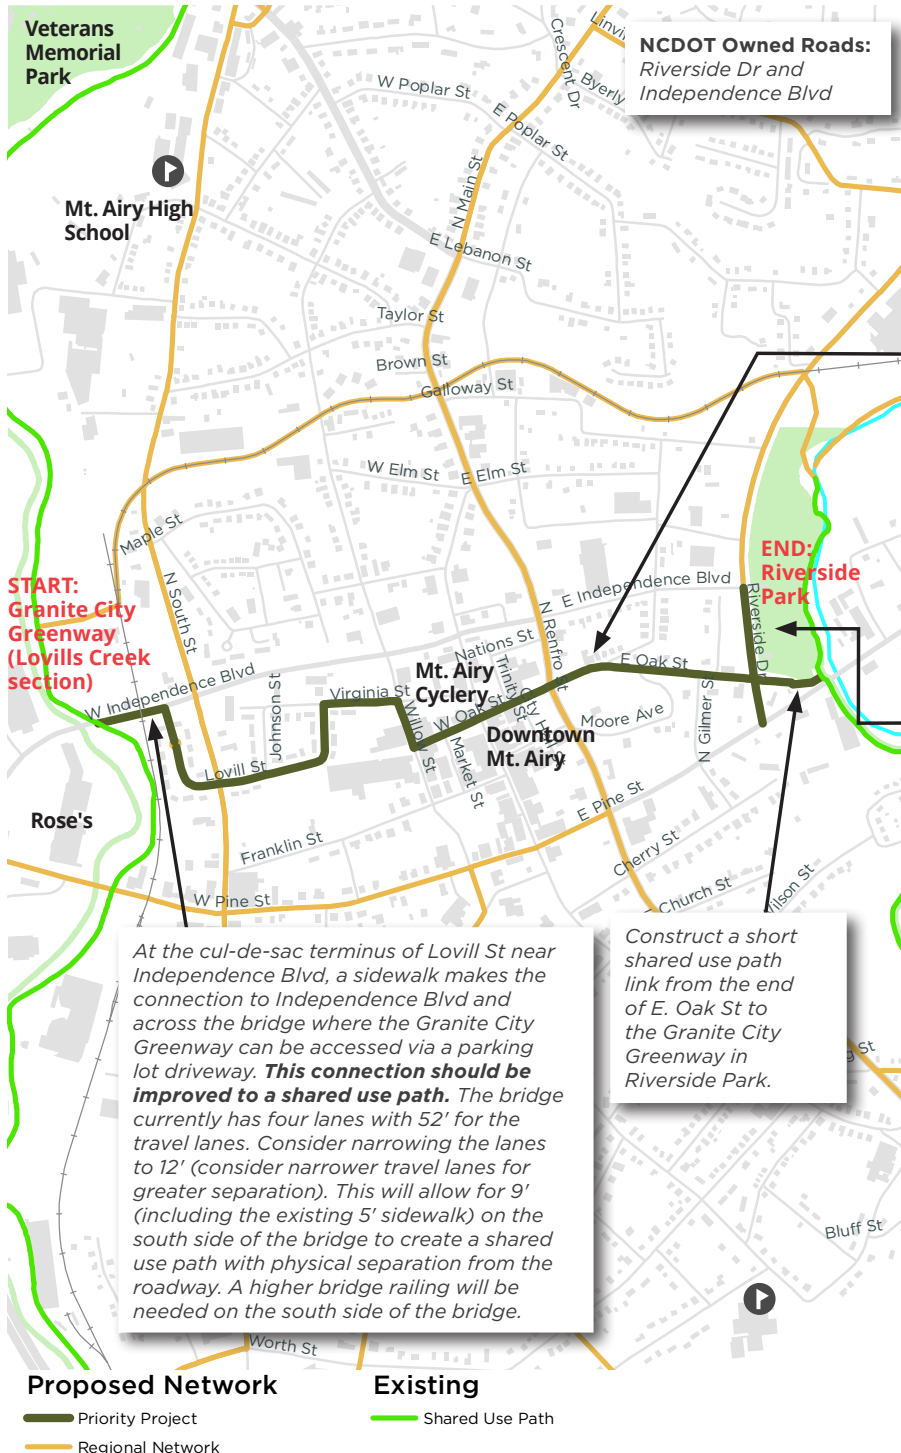 Veterans
Memorial
Park
NCDOT Owned Roads:
Riverside Dr and
Independence Blvd
Crescent Dr
Byerly
W Poplar St
E Poplar St
N Main St
Mt. Airy High
School
E Lebanon St
Taylor St
Brown St
Galloway St
W Elm St
E Elm St
Maple St
END:
Riverside
Park
START:
Granite City
Greenway
(Lovills Creek
section)
N South St
E Independence Blvd
Riverside Dr
N Renfro St
Nations St
W Independence Blvd
Mt. Airy
Cyclery
Trinity St
E Oak St
Virginia St
Johnson St
Willow St
W Oak St
City Hall St
Moore Ave
N Gilmer St
Downtown
Mt. Airy
Market St
Lovill St
Rose's
Franklin St
E Pine St
Cherry St
W Pine St
E Church St
Wilson St
At the cul-de-sac terminus of Lovill St near
Independence Blvd, a sidewalk makes the
connection to Independence Blvd and
across the bridge where the Granite City
Greenway can be accessed via a parking
lot driveway. This connection should be
improved to a shared use path. The bridge
currently has four lanes with 52' for the
travel lanes. Consider narrowing the lanes
to 12' (consider narrower travel lanes for
greater separation). This will allow for 9'
(including the existing 5' sidewalk) on the
south side of the bridge to create a shared
use path with physical separation from the
roadway. A higher bridge railing will be
needed on the south side of the bridge.
Construct a short
shared use path
link from the end
of E. Oak St to
the Granite City
Greenway in
Riverside Park.
g St
Bluff St
Worth St
Proposed Network
Priority Project
Regional Network
Existing
Shared Use Path